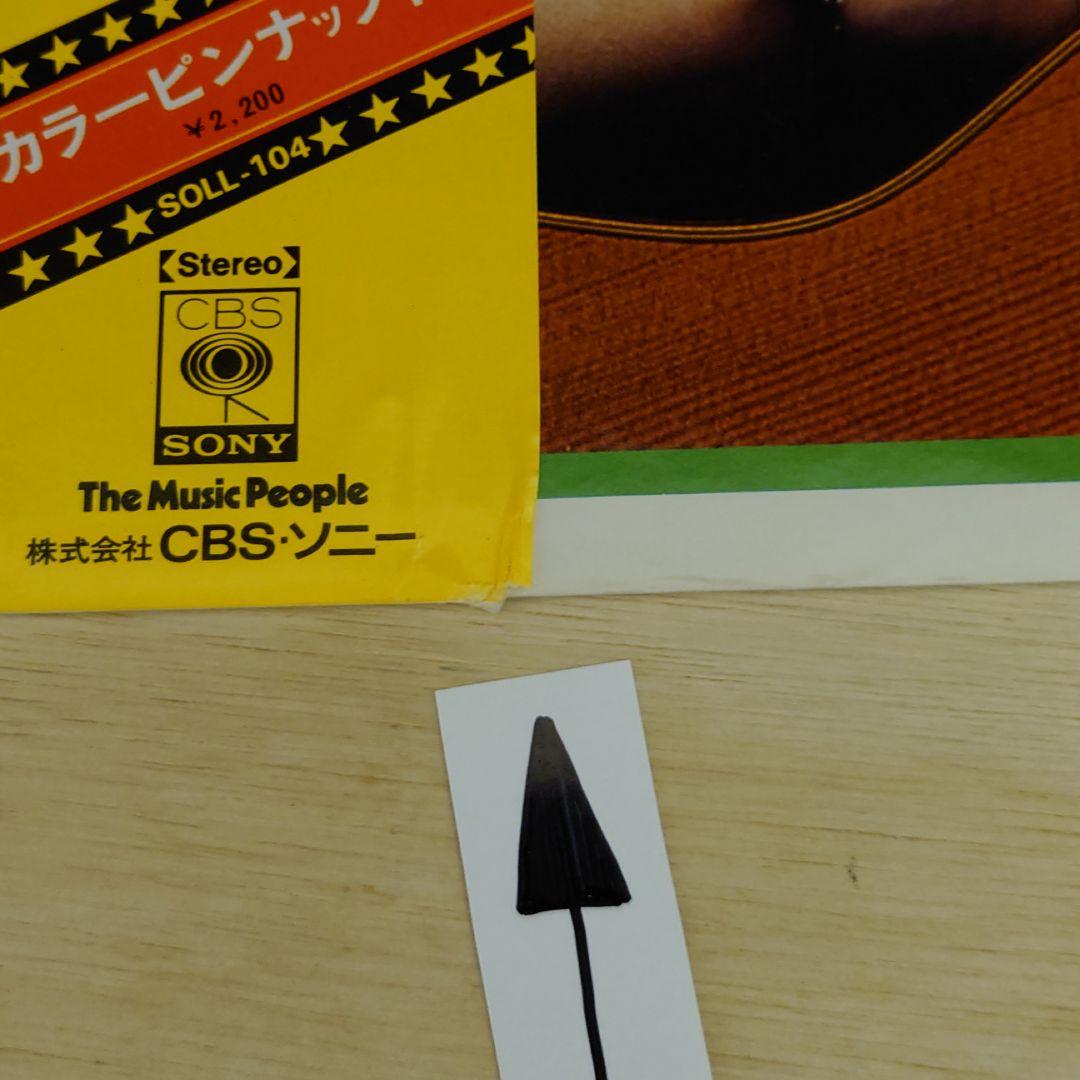 カラーピンナップ
¥2,200
SOLL-104
Stereo
CBS
SONY
The Music People
株式会社 CBS・ソニー